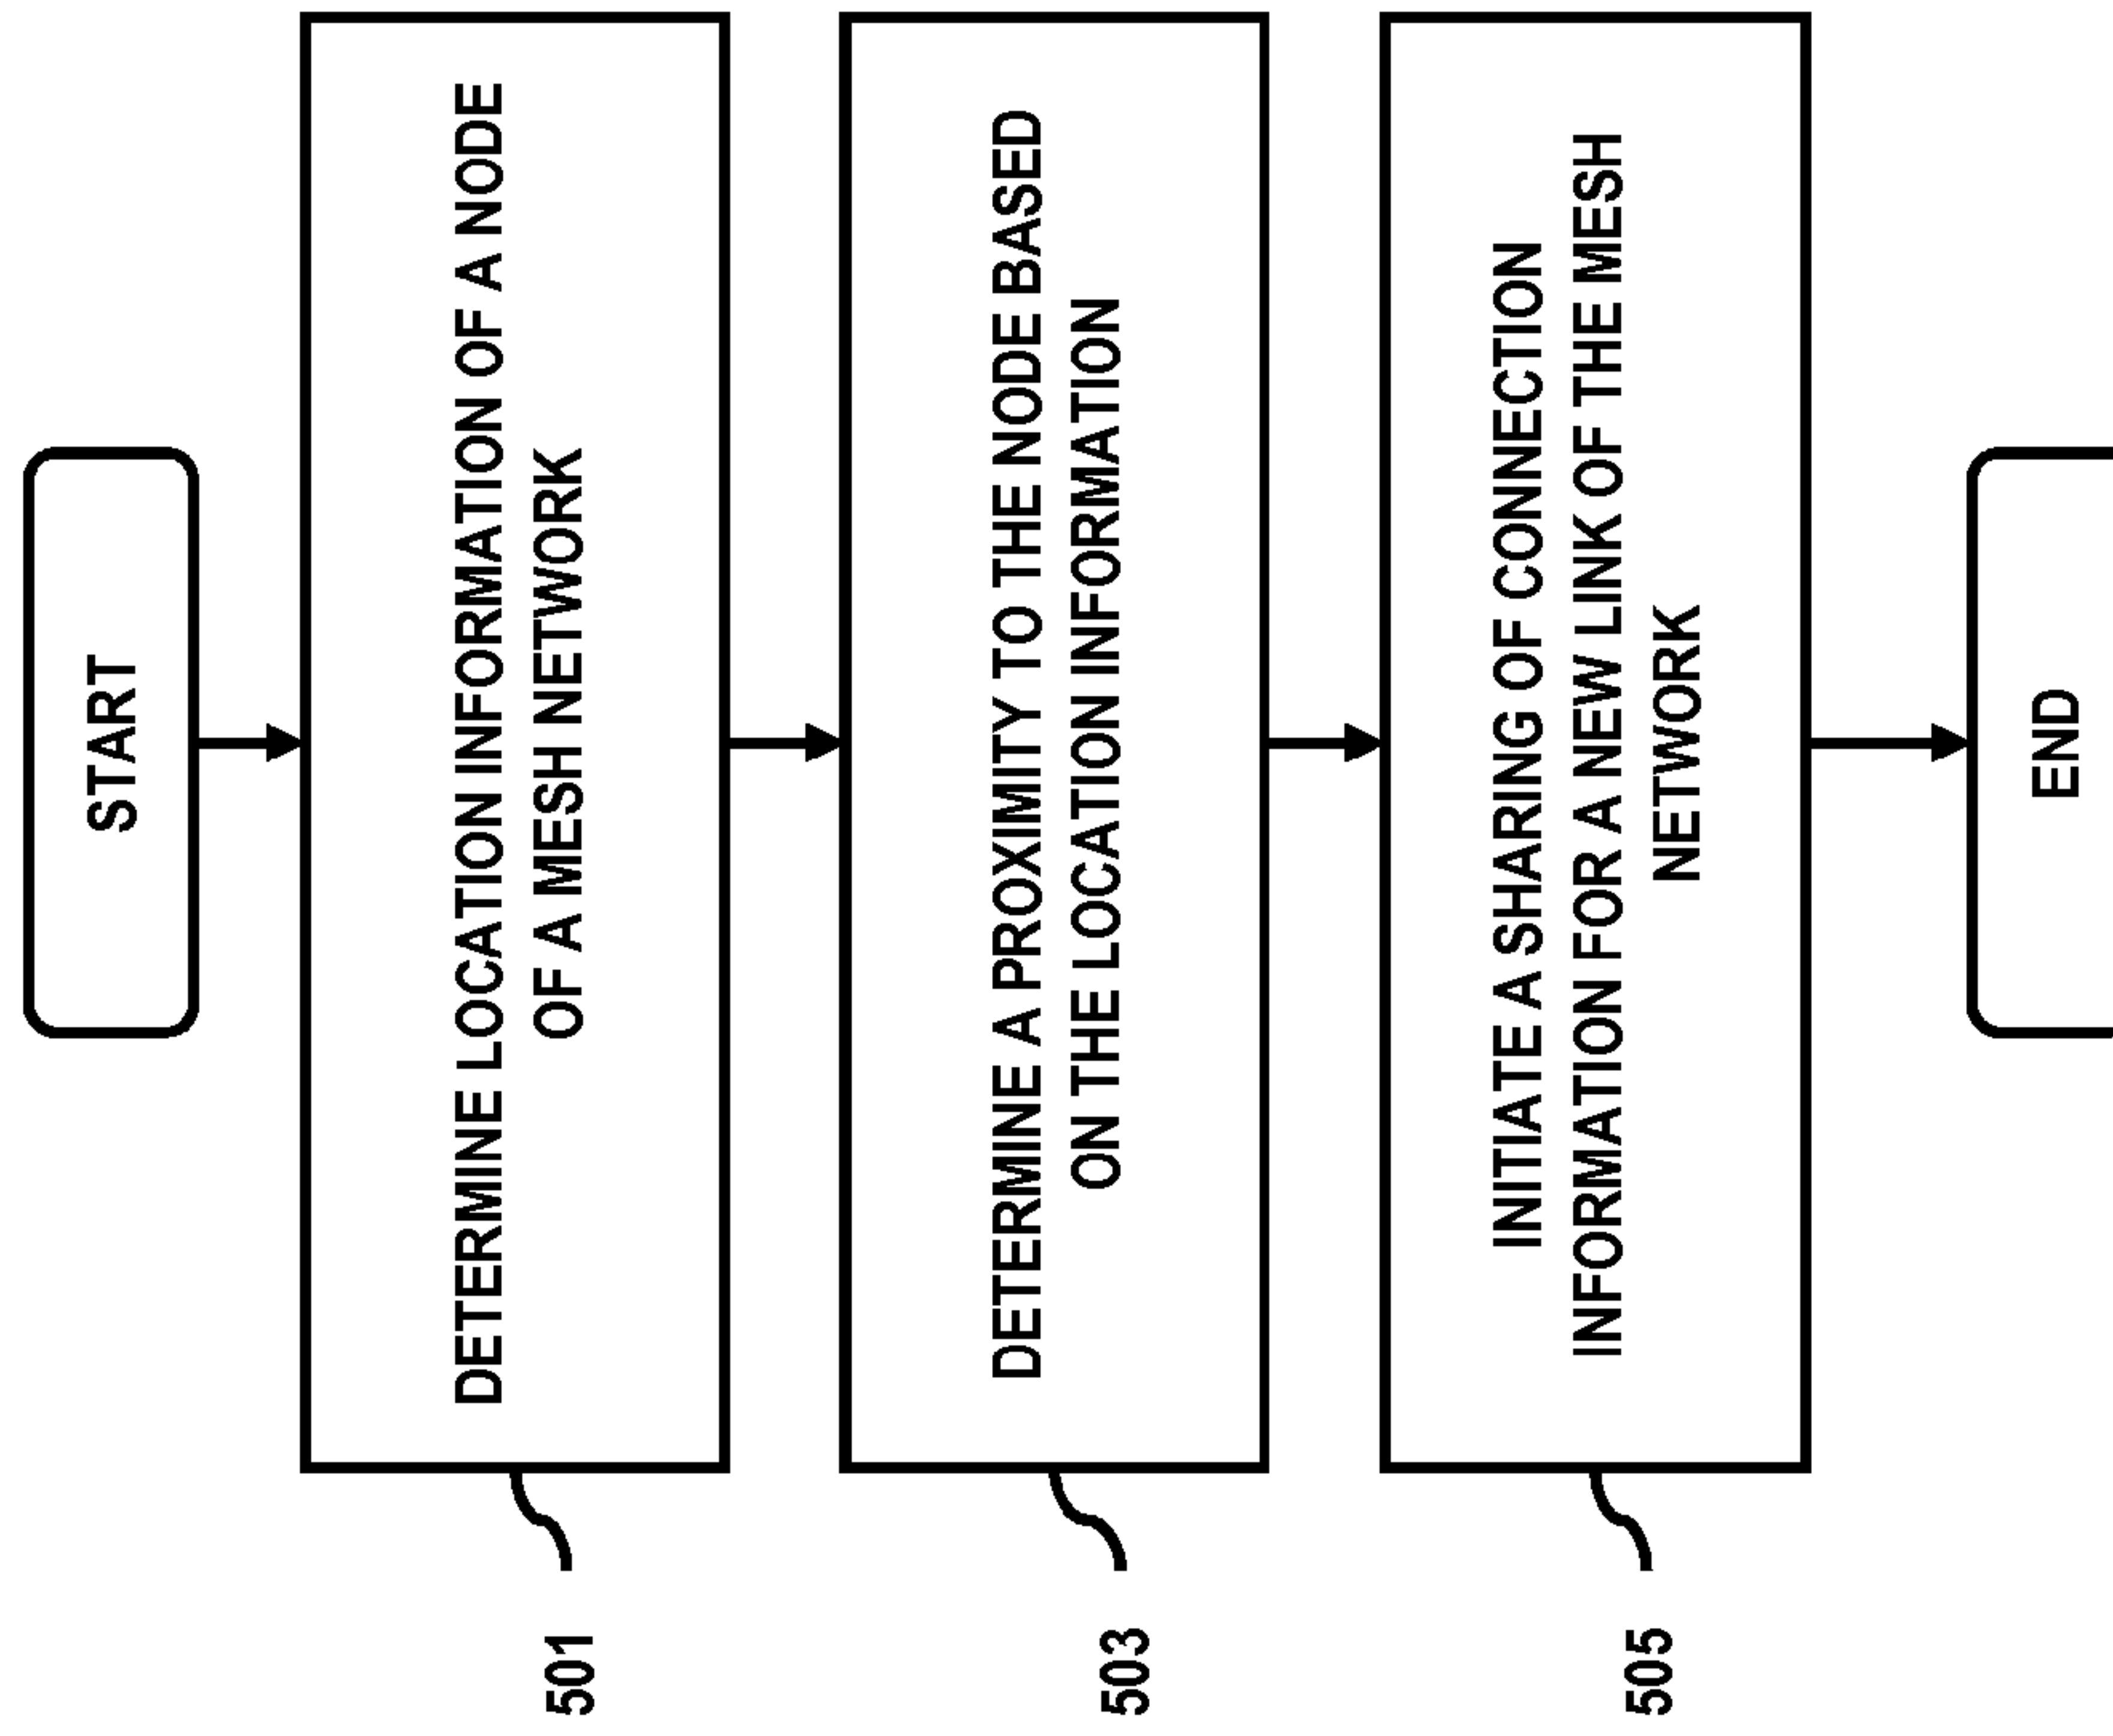 START
DETERMINE LOCATION INFORMATION OF A NODE
OF A MESH NETWORK
501
DETERMINE A PROXIMITY TO THE NODE BASED
ON THE LOCATION INFORMATION
503
INITIATE A SHARING OF CONNECTION
INFORMATION FOR A NEW LINK OF THE MESH
NETWORK
505
END